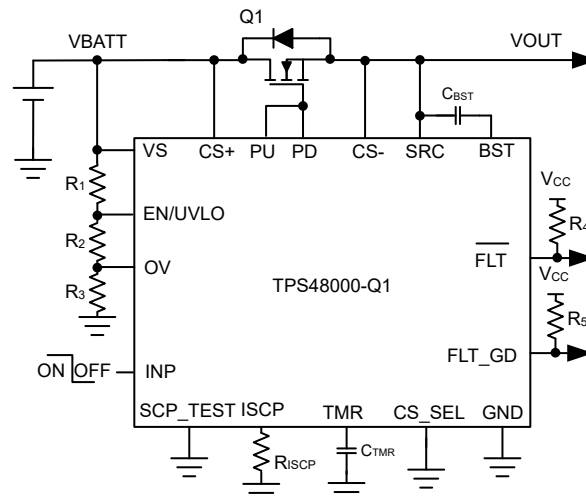 Q1
VBATT
VOUT
CBST
VS
CS+
PU
PD
CS-
SRC
BST
R1
EN/UVLO
R2
OV
R3
TPS48000-Q1
VCC
R4
FLT
VCC
R5
FLT_GD
ON
OFF
INP
SCP_TEST
ISCP
TMR
CS_SEL
GND
RISCP
CTMR